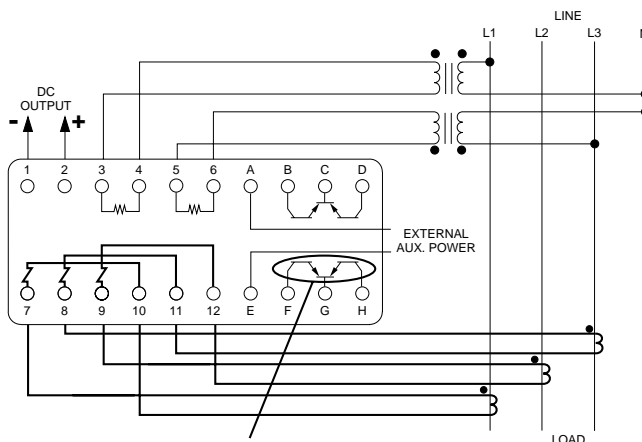 LINE
L1 L2 L3 N
DC
OUTPUT
- +
1 2 3 4 5 6 A B C D
EXTERNAL
AUX. POWER
7 8 9 10 11 12 E F G H
LOAD